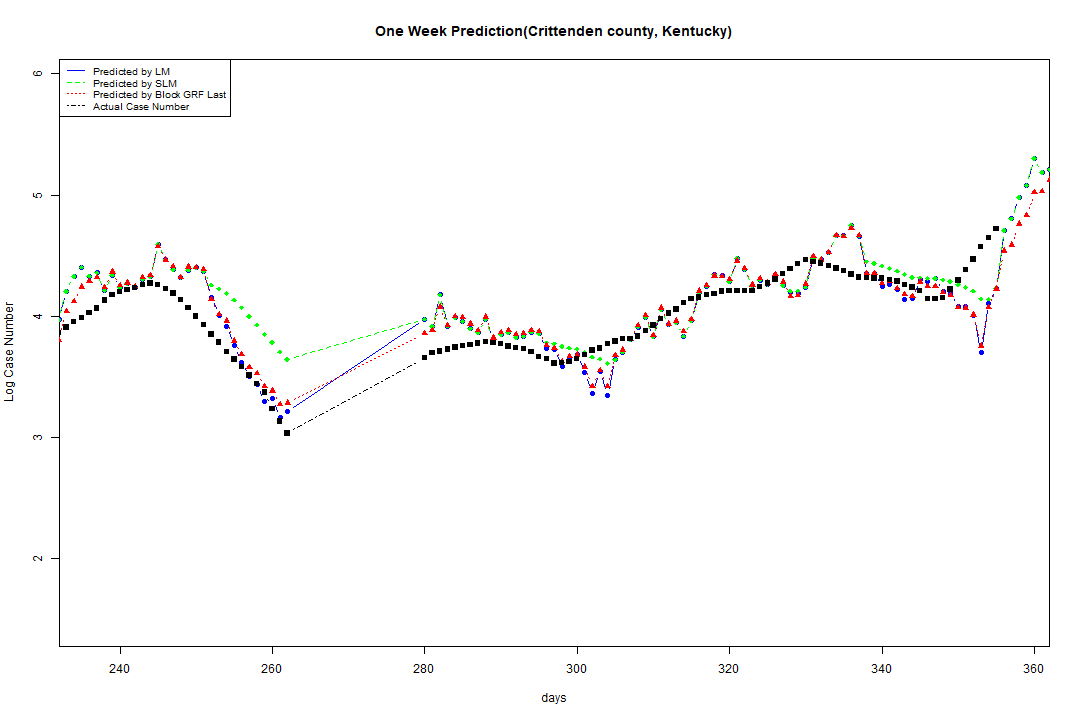 One Week Prediction(Crittenden county, Kentucky)
Predicted by LM
Predicted by SLM
Predicted by Block GRF Last
Actual Case Number
6
5
4
3
2
Log Case Number
240 260 280 300 320 340 360
days